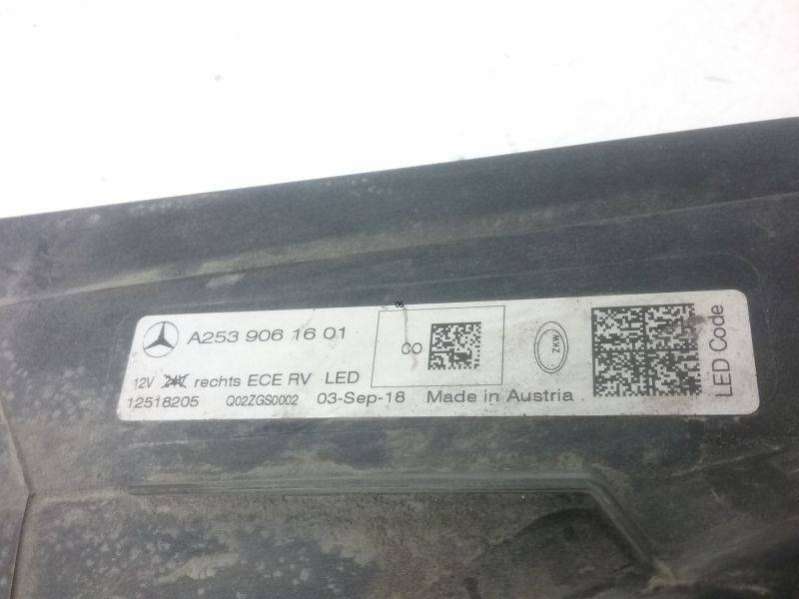 A253 906 16 01
CO
ZKW
12V 24V rechts ECE RV LED
12518205 Q02ZGS0002 03-Sep-18 Made in Austria
LED Code